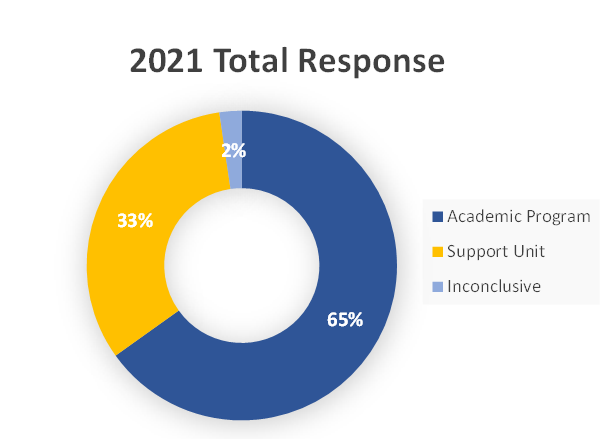 2021 Total Response
2%
33%
65%
Academic Program
Support Unit
Inconclusive